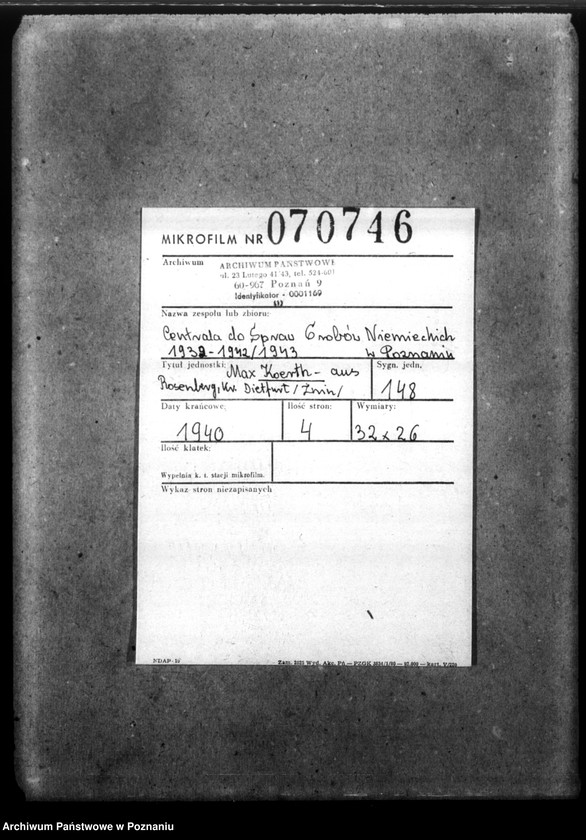 MIKROFILM NR 070746
Archiwum
ARCHIWUM PAŃSTWOWE
ul. 23 Lutego 41/43, tel. 524-601
60-967 Poznań 9
Identyfikator - 0001169
Nazwa zespołu lub zbioru:
Centrala do Spraw Grobów Niemieckich
1939-1942/1943 w Poznaniu
Tytuł jednostki: Max Koerth - aus
Rosenberg, Kr. Dietfurt /Żnin/
Sygn. jedn.
148
Daty krańcowe:
1940
Ilość stron:
4
Wymiary:
32 x 26
Ilość klatek:
Wypełnia k. t. stacji mikrofilm.
Wykaz stron niezapisanych
NDAP-
Archiwum Państwowe w Poznaniu